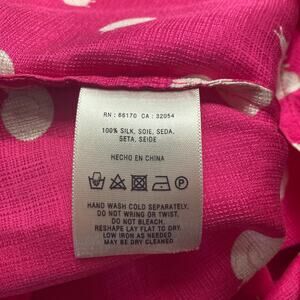 RN : 66170 CA : 32054
100% SILK, SOIE, SEDA,
SETA, SEIDE
HECHO EN CHINA
P
HAND WASH COLD SEPARATELY.
DO NOT WRING OR TWIST.
DO NOT BLEACH.
RESHAPE LAY FLAT TO DRY.
LOW IRON AS NEEDED.
MAY BE DRY CLEANED